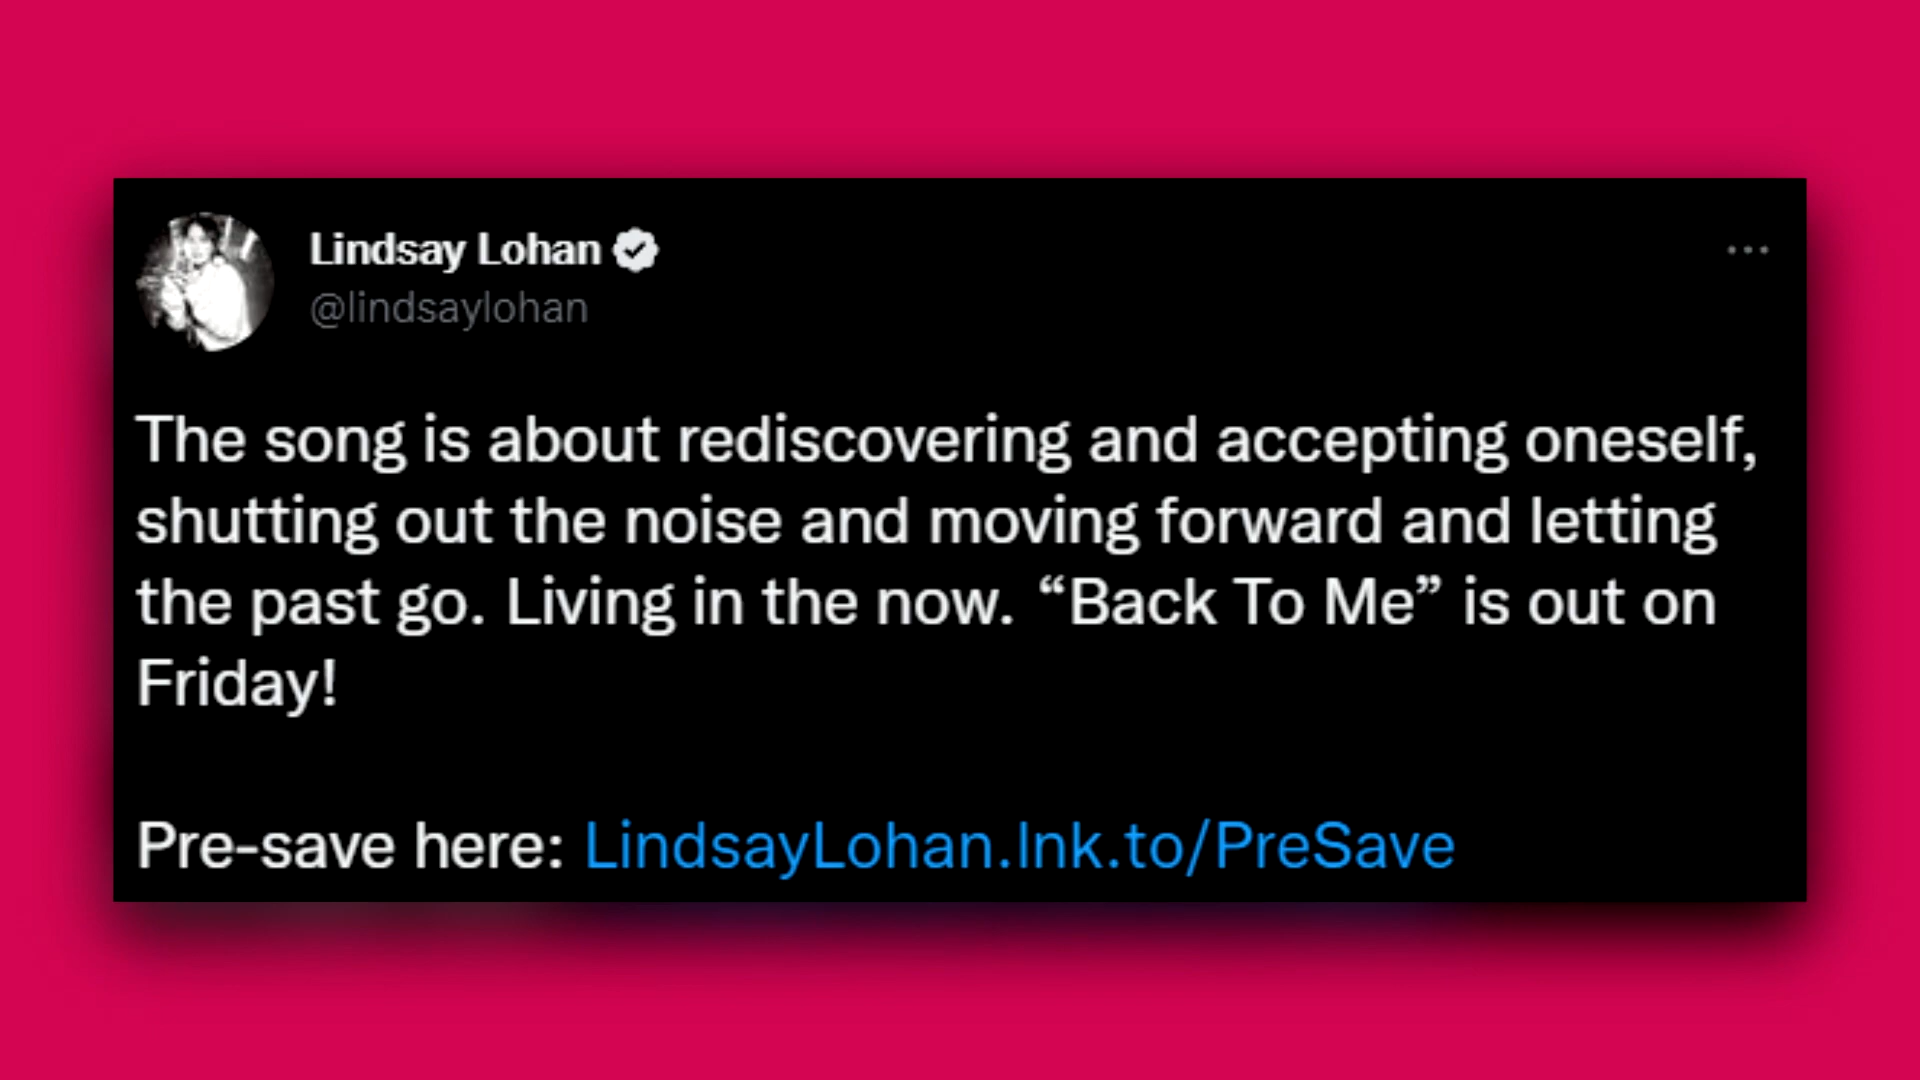 Lindsay Lohan
@lindsaylohan
The song is about rediscovering and accepting oneself,
shutting out the noise and moving forward and letting
the past go. Living in the now. “Back To Me” is out on
Friday!
Pre-save here: LindsayLohan.lnk.to/PreSave